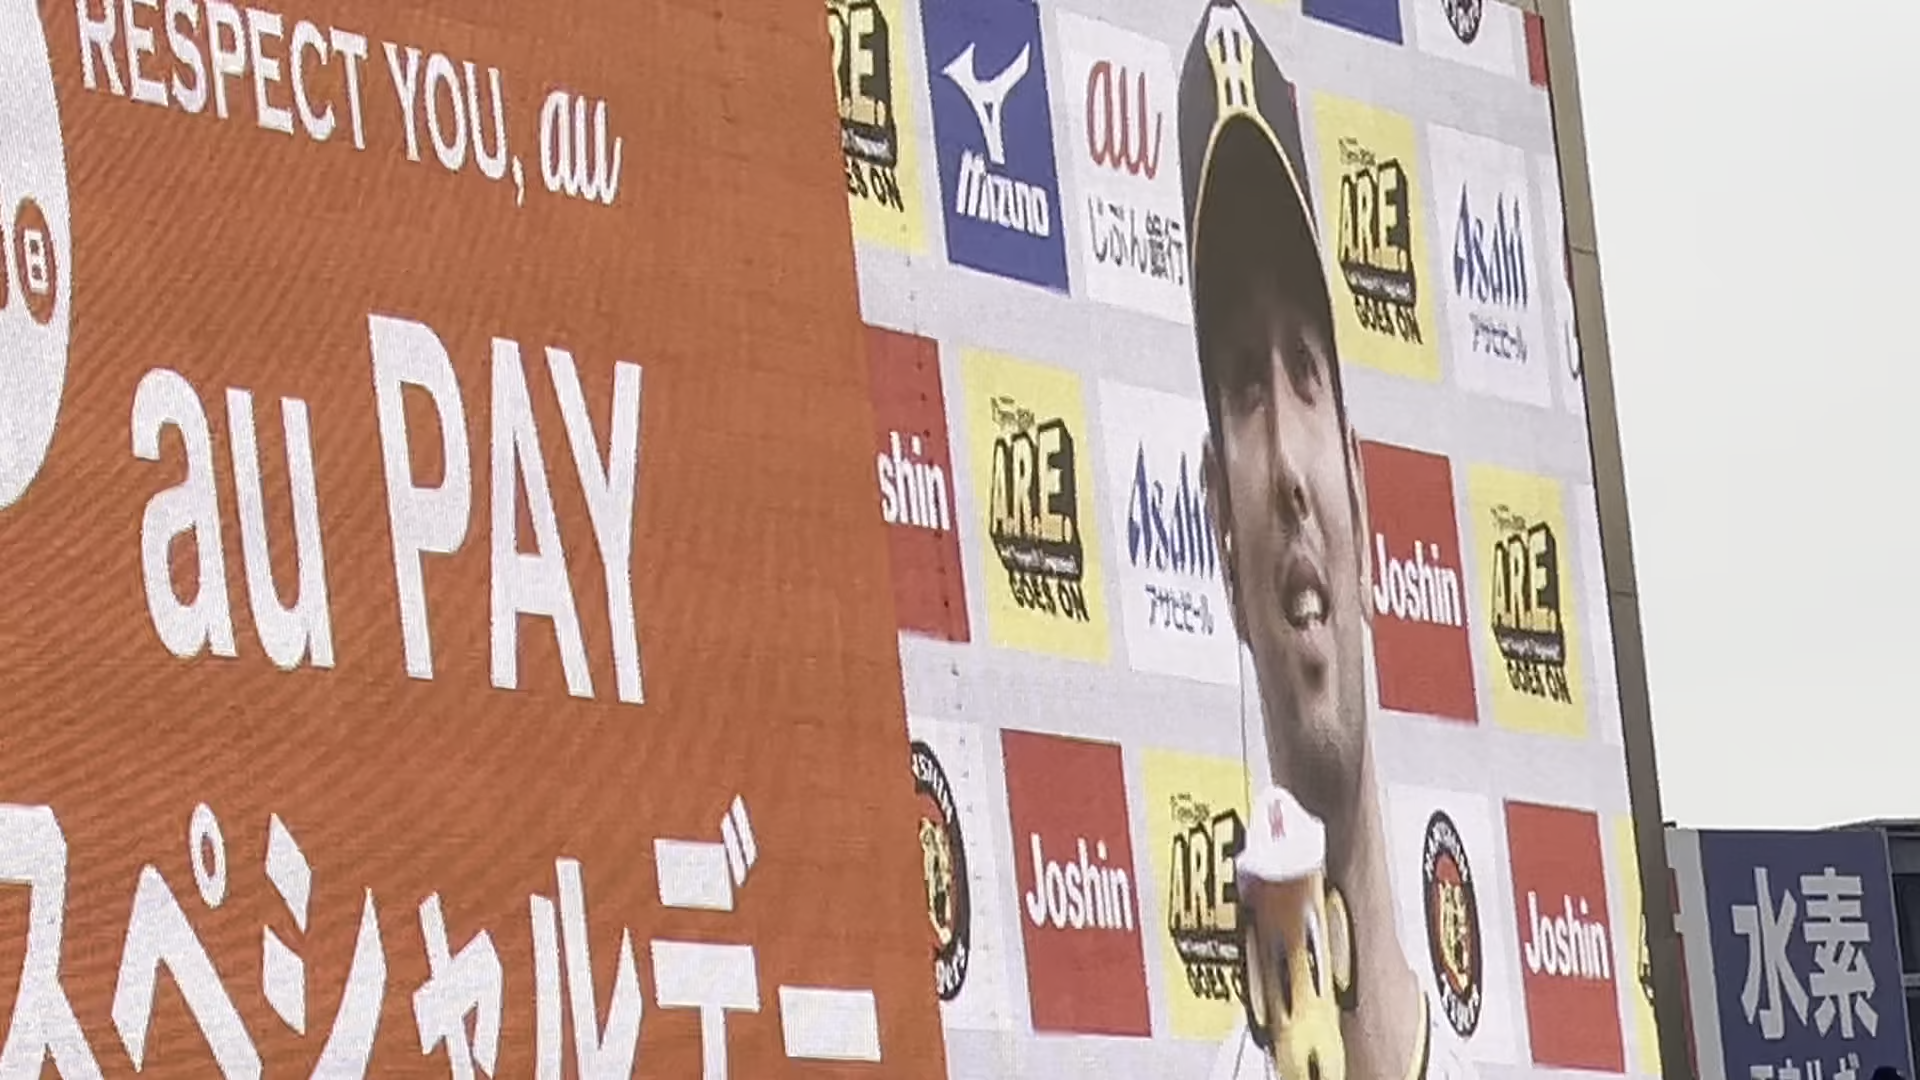 RESPECT YOU, au
au PAY
スペシャルデー
A.R.E. GOES ON
MIZUNO
au
じぶん銀行
A.R.E.
GOES ON
Asahi
アサヒビール
shin
A.R.E.
GOES ON
Asahi
アサヒビール
Joshin
A.R.E.
GOES ON
Joshin
A.R.E.
GOES
Joshin
水素